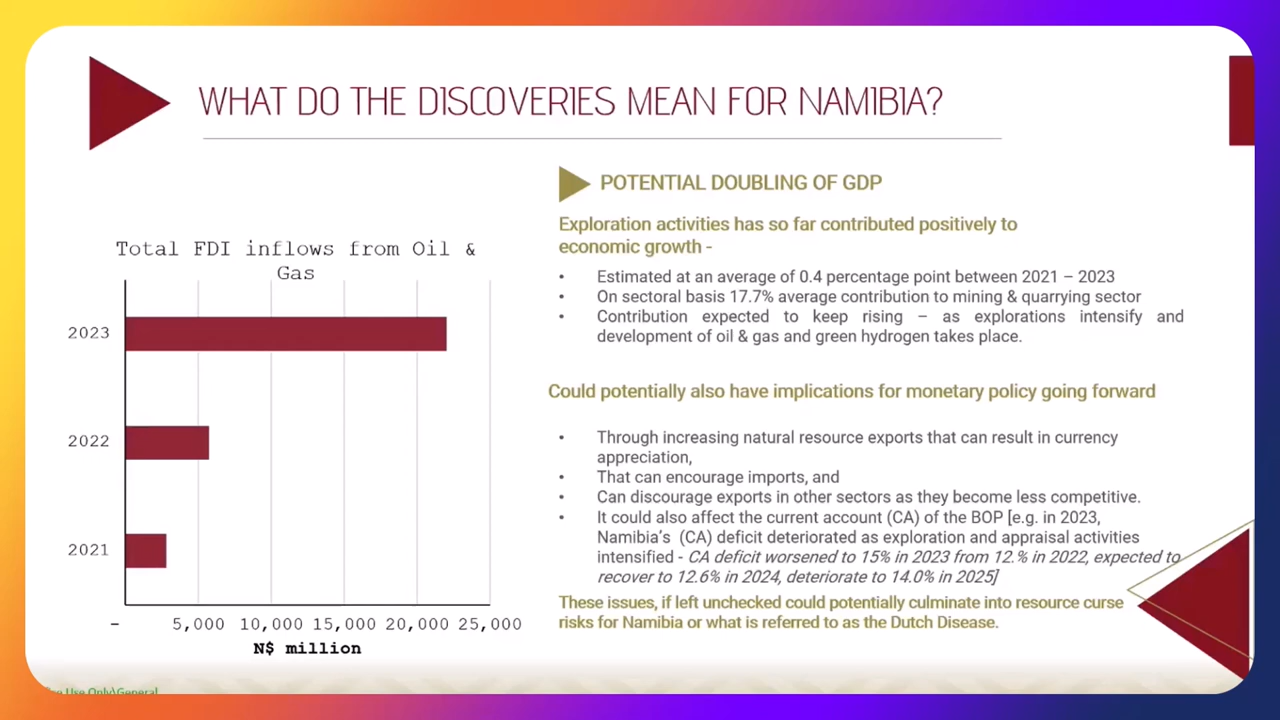 WHAT DO THE DISCOVERIES MEAN FOR NAMIBIA?
Total FDI inflows from Oil &
Gas
2023
2022
2021
– 5,000 10,000 15,000 20,000 25,000
N$ million
POTENTIAL DOUBLING OF GDP
Exploration activities has so far contributed positively to
economic growth -
• Estimated at an average of 0.4 percentage point between 2021 – 2023
• On sectoral basis 17.7% average contribution to mining & quarrying sector
• Contribution expected to keep rising – as explorations intensify and
development of oil & gas and green hydrogen takes place.
Could potentially also have implications for monetary policy going forward
• Through increasing natural resource exports that can result in currency
appreciation,
• That can encourage imports, and
• Can discourage exports in other sectors as they become less competitive.
• It could also affect the current account (CA) of the BOP [e.g. in 2023,
Namibia's (CA) deficit deteriorated as exploration and appraisal activities
intensified - CA deficit worsened to 15% in 2023 from 12.% in 2022, expected to
recover to 12.6% in 2024, deteriorate to 14.0% in 2025]
These issues, if left unchecked could potentially culminate into resource curse
risks for Namibia or what is referred to as the Dutch Disease.
Use Only\General